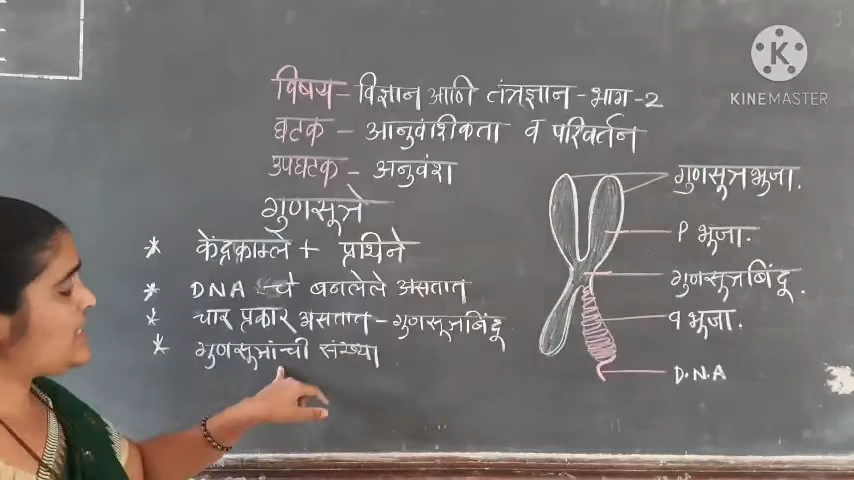 विषय - विज्ञान आणि तंत्रज्ञान - भाग - 2
घटक - आनुवंशिकता व परिवर्तन
उपघटक - अनुवंश
गुणसूत्रे
* केंद्रकाम्ले + प्रथिने
* DNA चे बनलेले असतात
* चार प्रकार असतात - गुणसूत्रबिंदू
* गुणसूत्रांची संख्या
गुणसूत्रभुजा.
P भूजा.
गुणसूत्रबिंदू.
q भूजा.
D.N.A
K
KINEMASTER